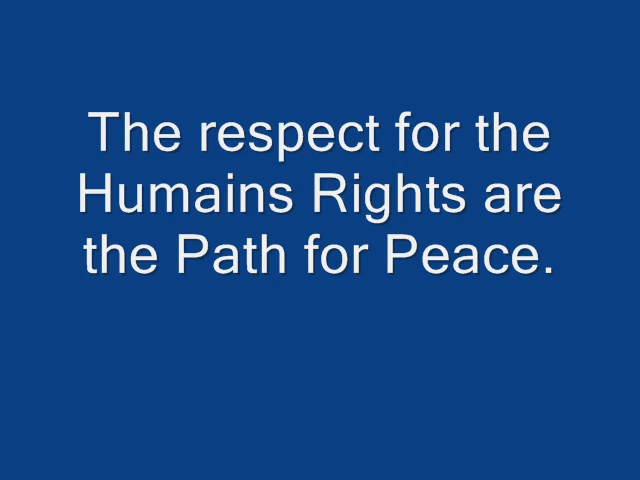 The respect for the
Humains Rights are
the Path for Peace.